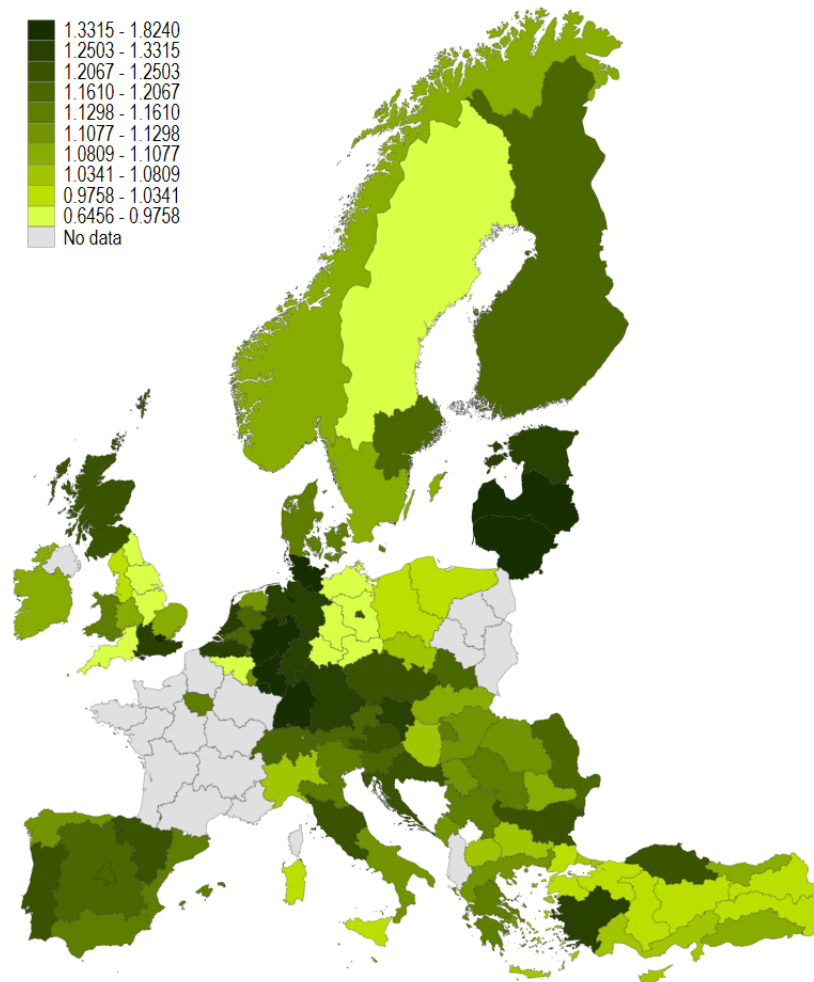 1.3315 - 1.8240
1.2503 - 1.3315
1.2067 - 1.2503
1.1610 - 1.2067
1.1298 - 1.1610
1.1077 - 1.1298
1.0809 - 1.1077
1.0341 - 1.0809
0.9758 - 1.0341
0.6456 - 0.9758
No data